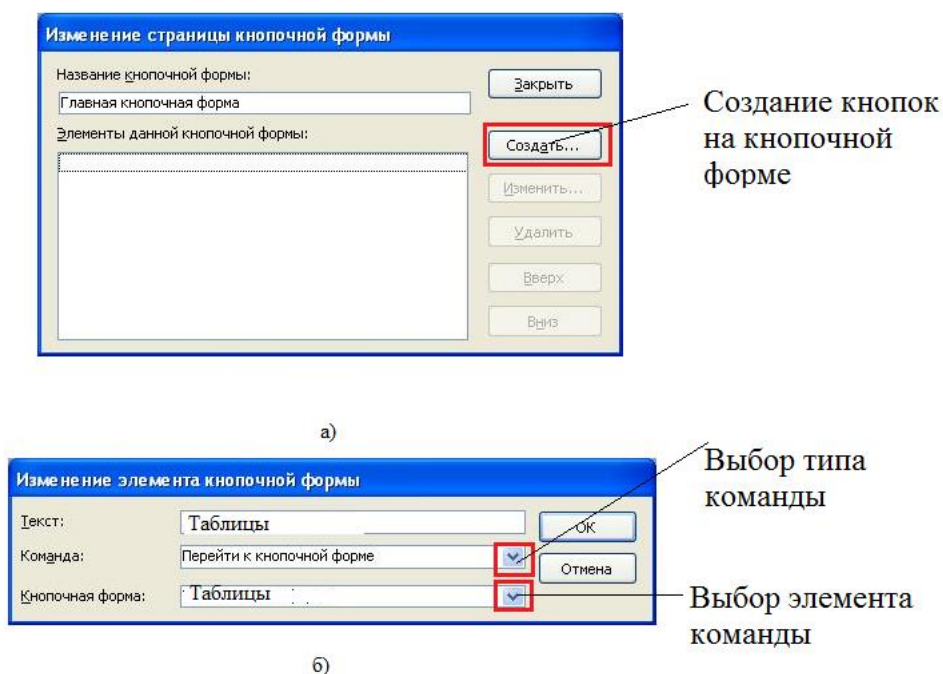 Изменение страницы кнопочной формы
Название кнопочной формы:
Главная кнопочная форма
Элементы данной кнопочной формы:
Закрыть
Создать...
Изменить...
Удалить
Вверх
Вниз
Создание кнопок
на кнопочной
форме
а)
Изменение элемента кнопочной формы
Текст:
Таблицы
Команда:
Перейти к кнопочной форме
Кнопочная форма:
Таблицы
ОК
Отмена
Выбор типа
команды
Выбор элемента
команды
б)